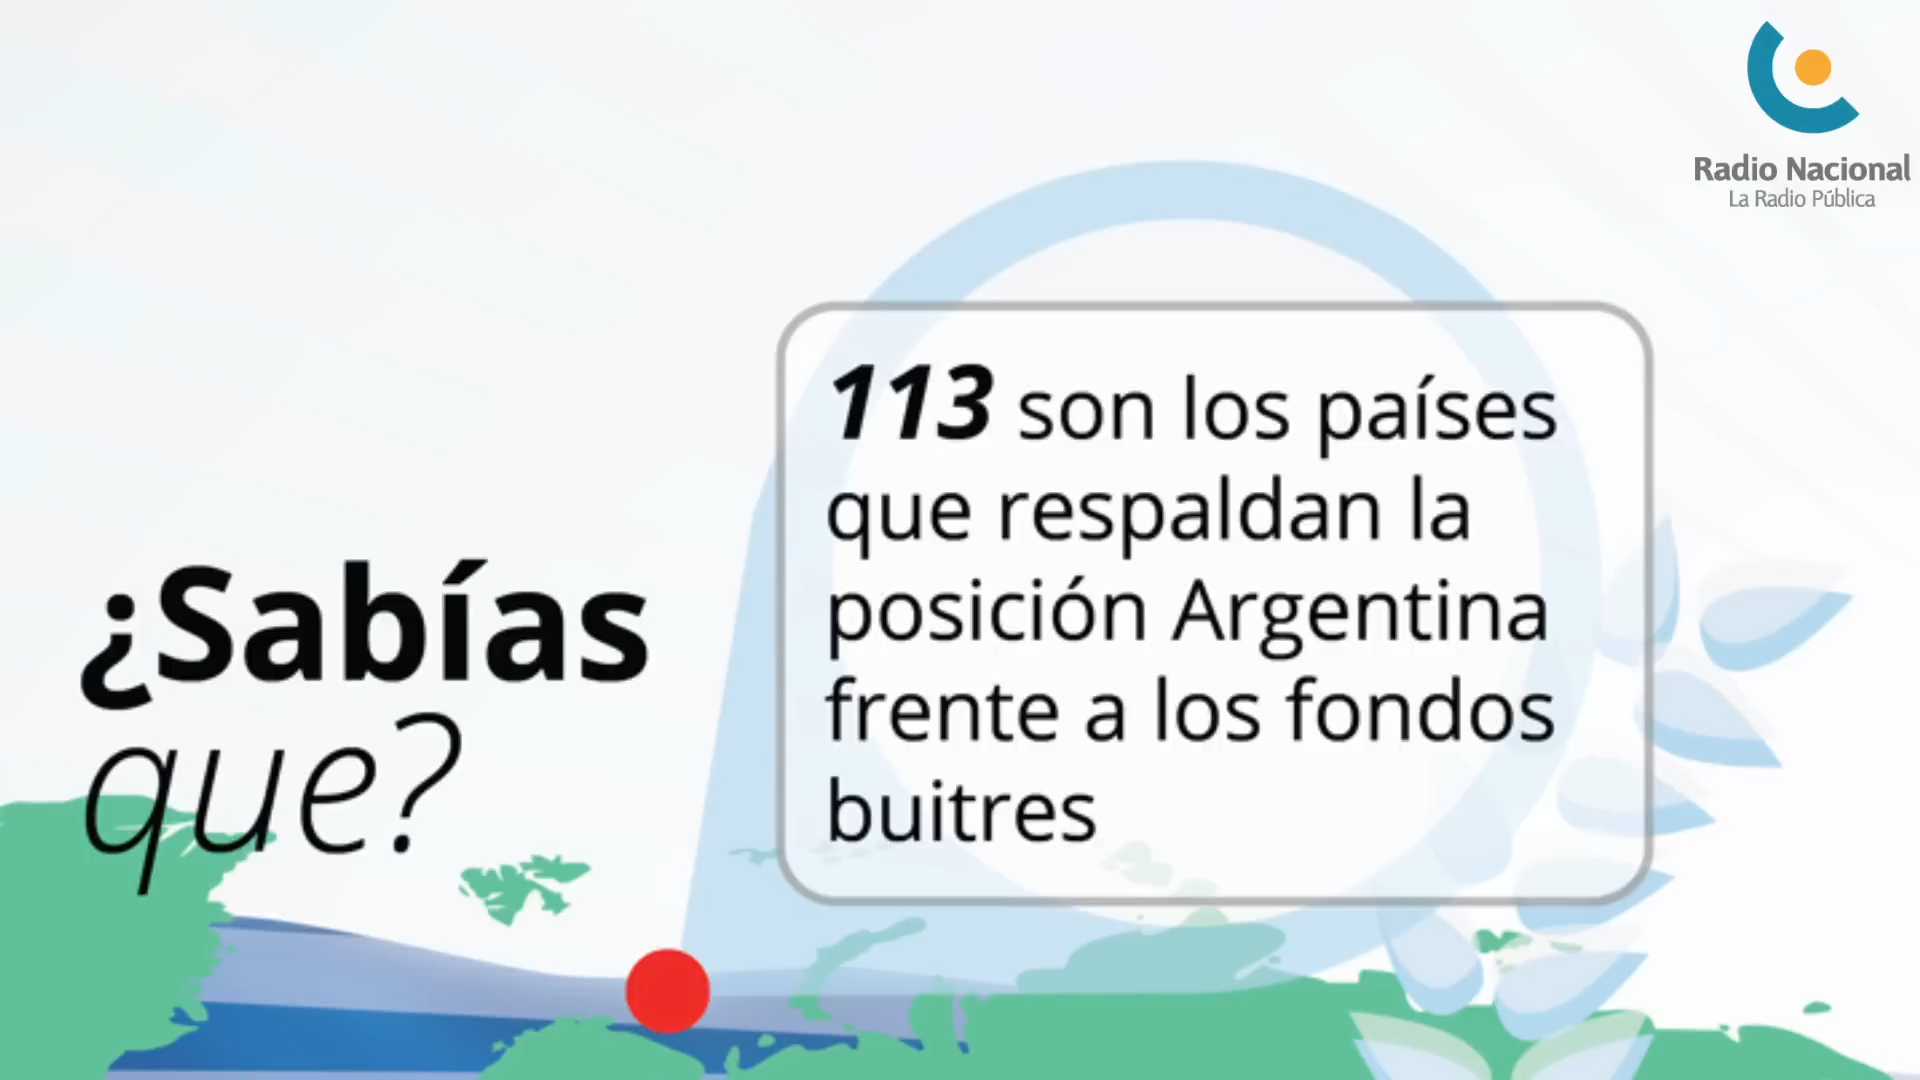 Radio Nacional
La Radio Pública
¿Sabías
que?
113 son los países
que respaldan la
posición Argentina
frente a los fondos
buitres